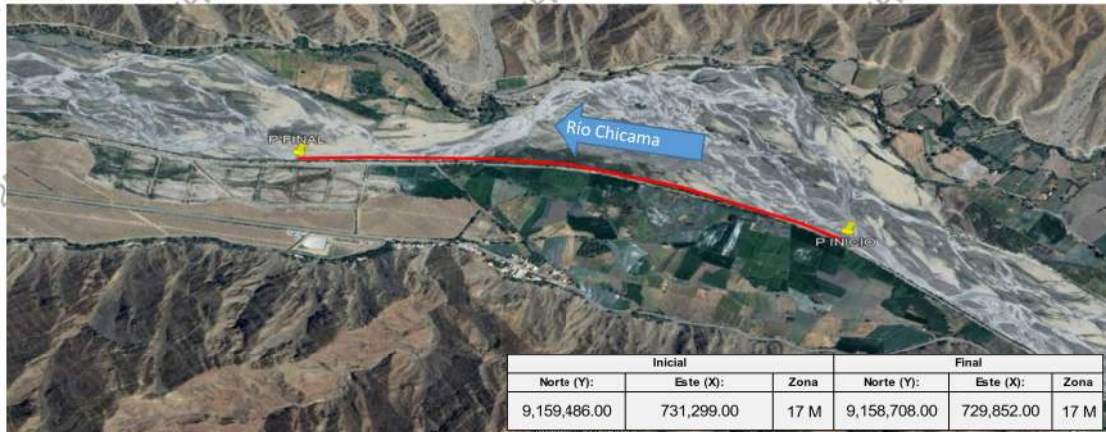 P FINAL
Río Chicama
P INICIO
Inicial Final
Norte (Y): Este (X): Zona Norte (Y): Este (X): Zona
9,159,486.00 731,299.00 17 M 9,158,708.00 729,852.00 17 M